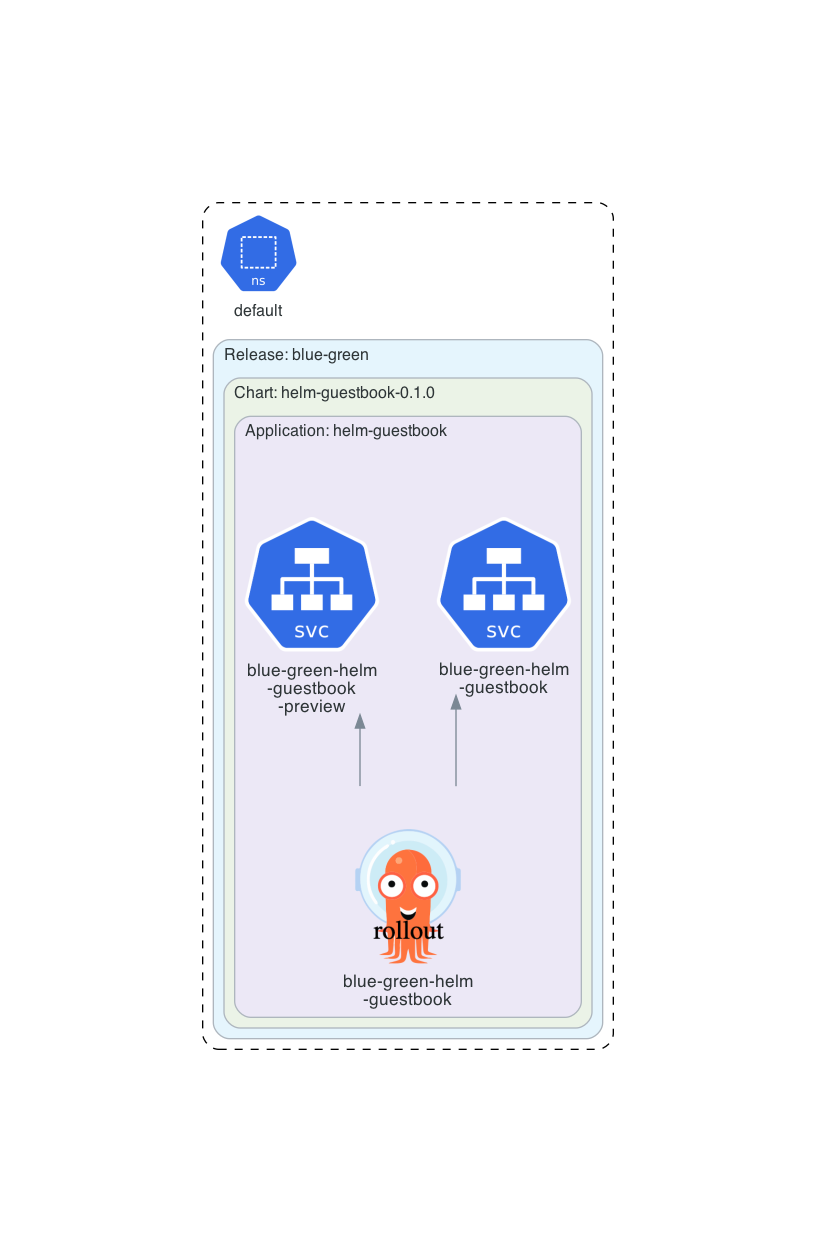 ns
default
Release: blue-green
Chart: helm-guestbook-0.1.0
Application: helm-guestbook
svc
blue-green-helm
-guestbook
-preview
svc
blue-green-helm
-guestbook
rollout
blue-green-helm
-guestbook